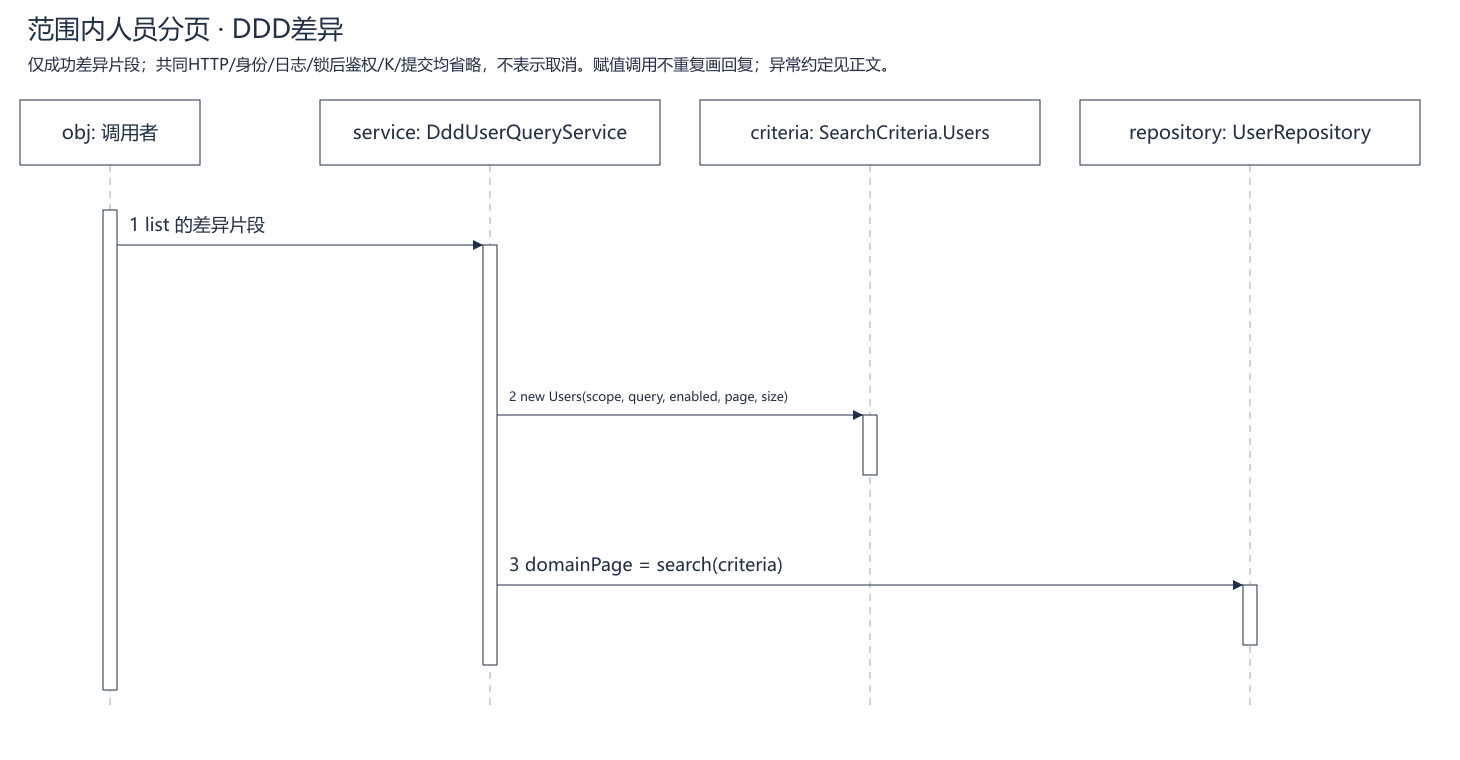 范围内人员分页 · DDD差异
仅成功差异片段；共同HTTP/身份/日志/锁后鉴权/K/提交均省略，不表示取消。赋值调用不重复画回复；异常约定见正文。
obj: 调用者
service: DddUserQueryService
criteria: SearchCriteria.Users
repository: UserRepository
1 list 的差异片段
2 new Users(scope, query, enabled, page, size)
3 domainPage = search(criteria)